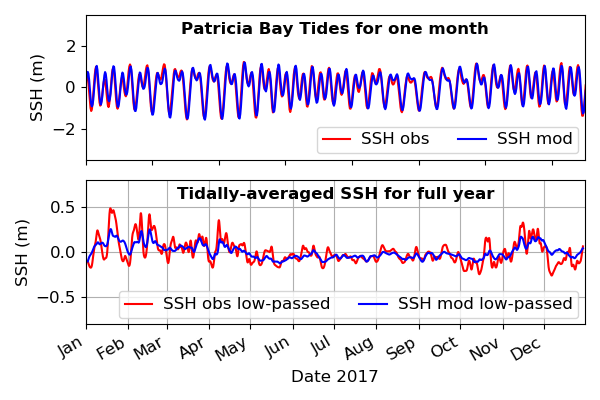 Patricia Bay Tides for one month
SSH (m)
2
0
−2
SSH obs
SSH mod
Tidally-averaged SSH for full year
SSH (m)
0.5
0.0
−0.5
SSH obs low-passed
SSH mod low-passed
Jan
Feb
Mar
Apr
May
Jun
Jul
Aug
Sep
Oct
Nov
Dec
Date 2017